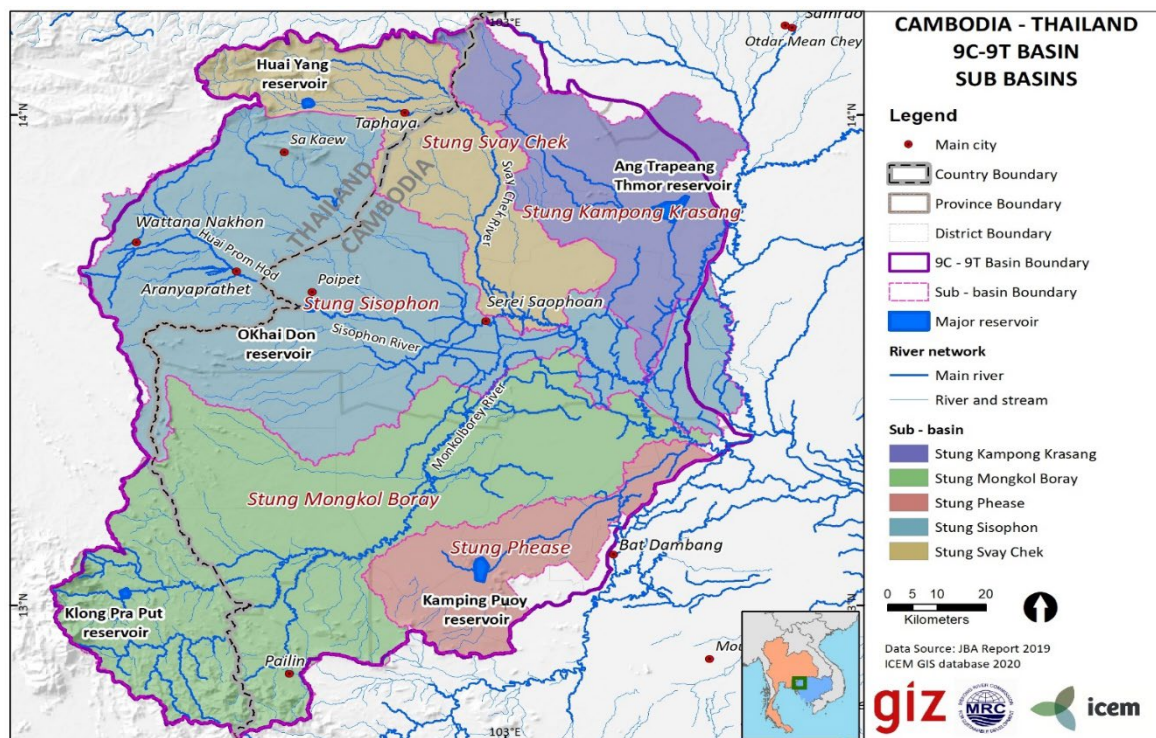 103°E
Samrao
Otdar Mean Chey
Huai Yang
reservoir
14°N
14°N
Taphaya
Stung Svay Chek
Sa Kaew
THAILAND
CAMBODIA
Svay Chek River
Ang Trapeang
Thmor reservoir
Stung Kampong Krasang
Wattana Nakhon
Huai Prom Hod
Aranyaprathet
Poipet
Stung Sisophon
Serei Saophoan
OKhai Don
reservoir
Sisophon River
Monkolborey River
Stung Mongkol Boray
Stung Phease
Bat Dambang
13°N
13°N
Klong Pra Put
reservoir
Kamping Puoy
reservoir
Pailin
Mou
103°E
CAMBODIA - THAILAND
9C-9T BASIN
SUB BASINS
Legend
Main city
Country Boundary
Province Boundary
District Boundary
9C - 9T Basin Boundary
Sub - basin Boundary
Major reservoir
River network
Main river
River and stream
Sub - basin
Stung Kampong Krasang
Stung Mongkol Boray
Stung Phease
Stung Sisophon
Stung Svay Chek
0 5 10 20
Kilometers
Data Source: JBA Report 2019
ICEM GIS database 2020
giz
MRC
icem